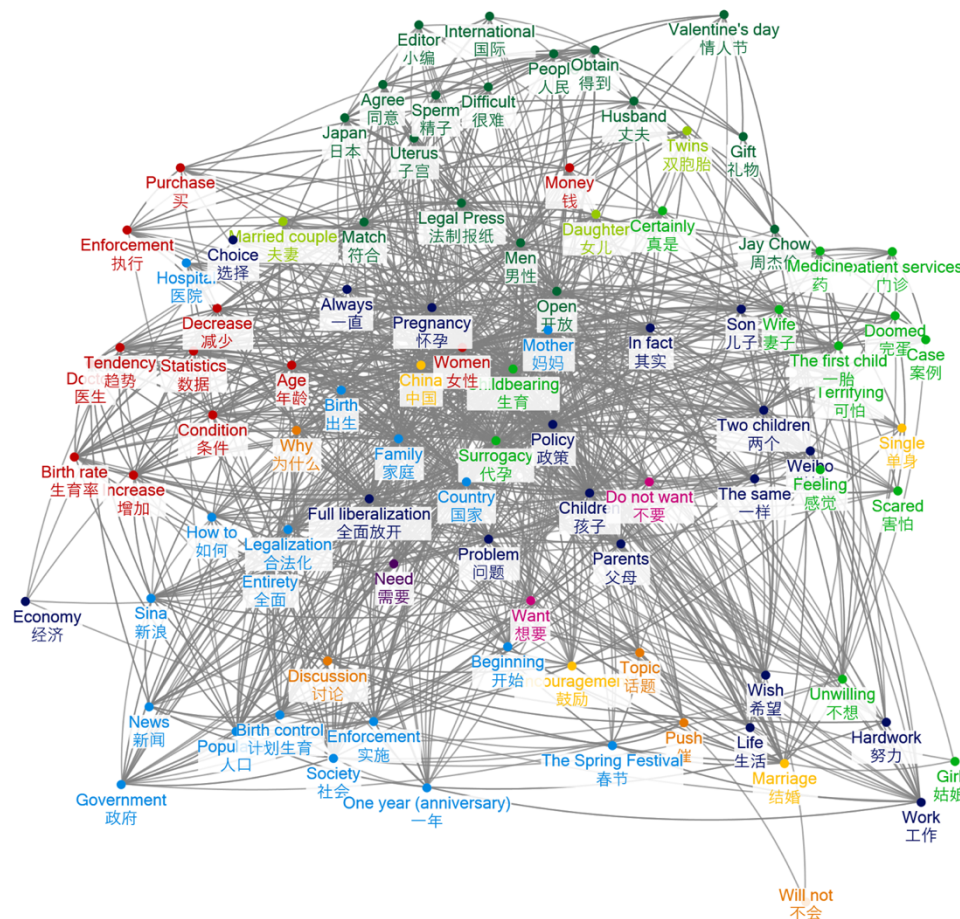 International
国际
Valentine's day
情人节
Editor
小编
Obtain
得到
人民
Agree
同意
Sperm
精子
Difficult
很难
Husband
丈夫
Japan
日本
Uterus
子宫
Twins
双胞胎
Gift
礼物
Purchase
买
Money
钱
Legal Press
法制报纸
Married couple
夫妻
Match
符合
Daughter
女儿
Certainly
真是
Enforcement
执行
Choice
选择
Men
男性
Jay Chow
周杰伦
Medicine
药
patient services
门诊
医院
Always
一直
Open
开放
Decrease
减少
Pregnancy
怀孕
Mother
妈妈
In fact
其实
Son
儿子
Wife
妻子
Doomed
完蛋
Case
案例
Tendency
趋势
Statistics
数据
Age
年龄
China
中国
Women
女性
生育
The first child
一胎
Terrifying
可怕
医生
Birth
出生
Condition
条件
Why
为什么
Family
家庭
Surrogacy
代孕
Policy
政策
Two children
两个
Single
单身
Weibo
Birth rate
生育率
增加
Feeling
感觉
Country
国家
Children
孩子
Do not want
不要
The same
一样
Scared
害怕
Full liberalization
全面放开
How to
如何
Legalization
合法化
Problem
问题
Parents
父母
Entirety
全面
Need
需要
Economy
经济
Sina
新浪
Want
想要
Beginning
开始
Discussion
讨论
鼓励
Topic
话题
Wish
希望
Unwilling
不想
News
新闻
人口
Birth control
计划生育
Enforcement
实施
Push
催
Life
生活
Hardwork
努力
Society
社会
The Spring Festival
春节
Marriage
结婚
Girl
姑娘
Government
政府
One year (anniversary)
一年
Work
工作
Will not
不会